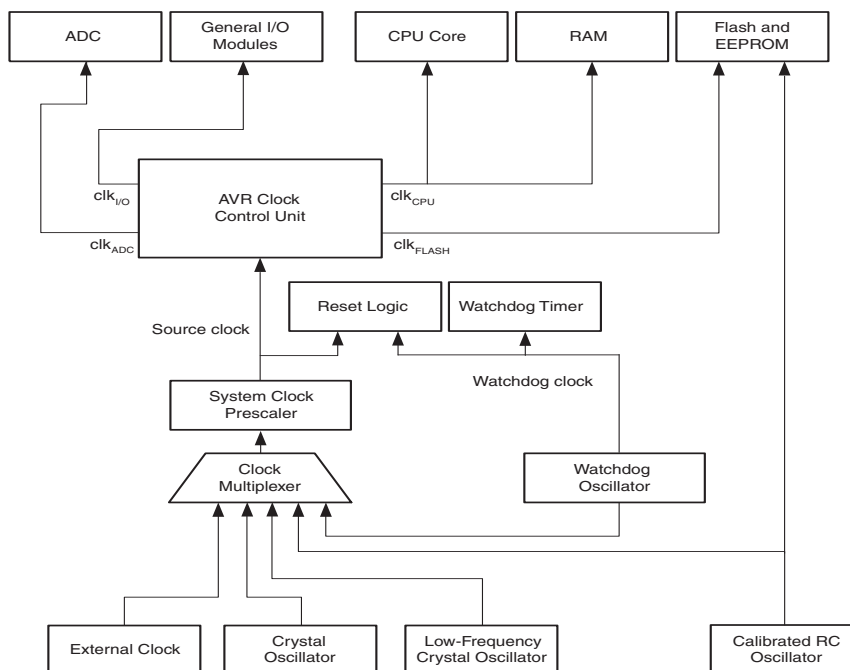 ADC
General I/O
Modules
CPU Core
RAM
Flash and
EEPROM
clkI/O
AVR Clock
Control Unit
clkCPU
clkADC
clkFLASH
Reset Logic
Watchdog Timer
Source clock
Watchdog clock
System Clock
Prescaler
Clock
Multiplexer
Watchdog
Oscillator
External Clock
Crystal
Oscillator
Low-Frequency
Crystal Oscillator
Calibrated RC
Oscillator